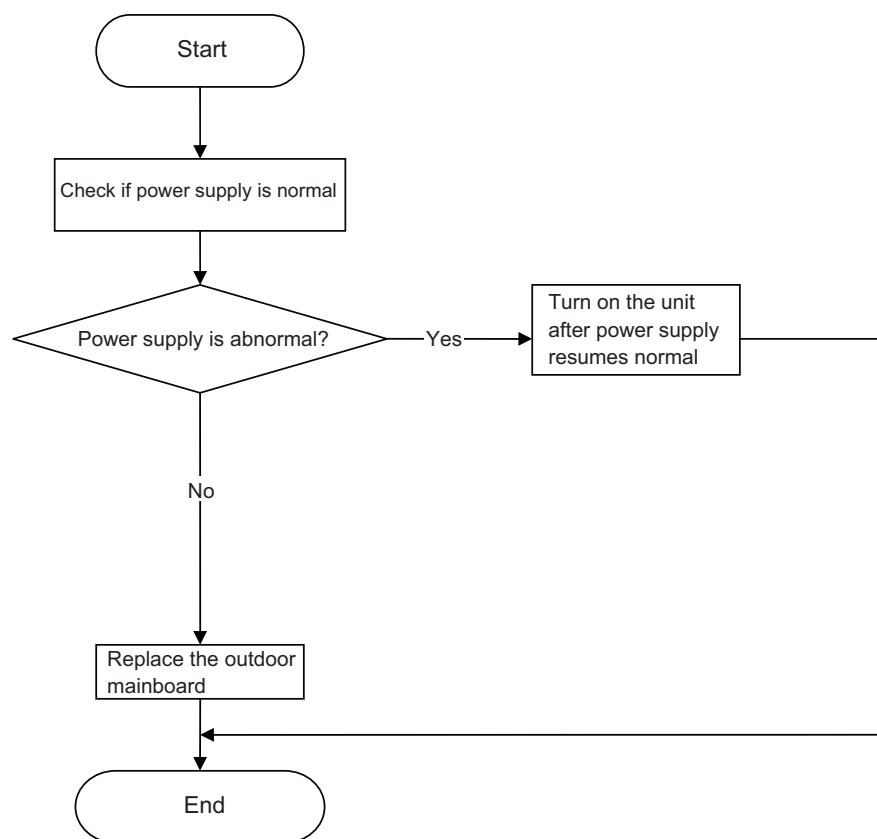 Start
Check if power supply is normal
Power supply is abnormal?
Yes
Turn on the unit
after power supply
resumes normal
No
Replace the outdoor
mainboard
End